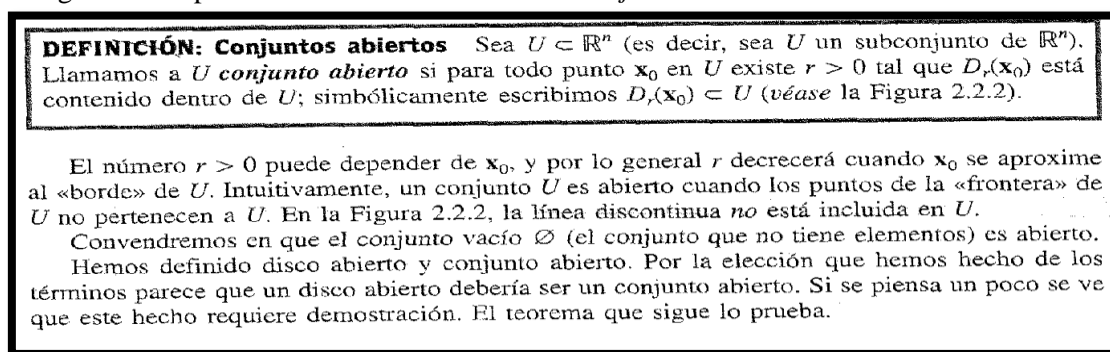 DEFINICIÓN: Conjuntos abiertos Sea U ⊂ ℝⁿ (es decir, sea U un subconjunto de ℝⁿ).
Llamamos a U conjunto abierto si para todo punto x₀ en U existe r > 0 tal que Dᵣ(x₀) está
contenido dentro de U; simbólicamente escribimos Dᵣ(x₀) ⊂ U (véase la Figura 2.2.2).
El número r > 0 puede depender de x₀, y por lo general r decrecerá cuando x₀ se aproxime
al «borde» de U. Intuitivamente, un conjunto U es abierto cuando los puntos de la «frontera» de
U no pertenecen a U. En la Figura 2.2.2, la línea discontinua no está incluida en U.
Convendremos en que el conjunto vacío ∅ (el conjunto que no tiene elementos) es abierto.
Hemos definido disco abierto y conjunto abierto. Por la elección que hemos hecho de los
términos parece que un disco abierto debería ser un conjunto abierto. Si se piensa un poco se ve
que este hecho requiere demostración. El teorema que sigue lo prueba.